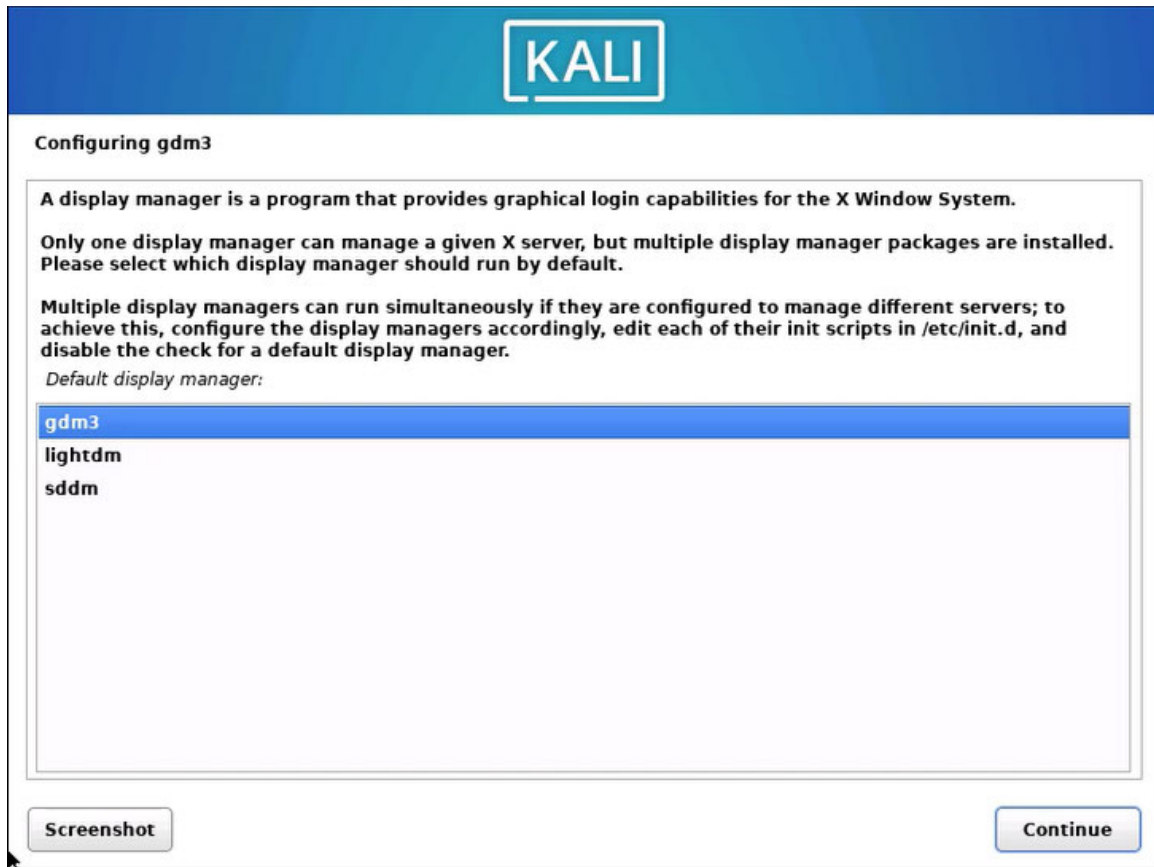 KALI
Configuring gdm3
A display manager is a program that provides graphical login capabilities for the X Window System.
Only one display manager can manage a given X server, but multiple display manager packages are installed.
Please select which display manager should run by default.
Multiple display managers can run simultaneously if they are configured to manage different servers; to
achieve this, configure the display managers accordingly, edit each of their init scripts in /etc/init.d, and
disable the check for a default display manager.
Default display manager:
gdm3
lightdm
sddm
Screenshot
Continue